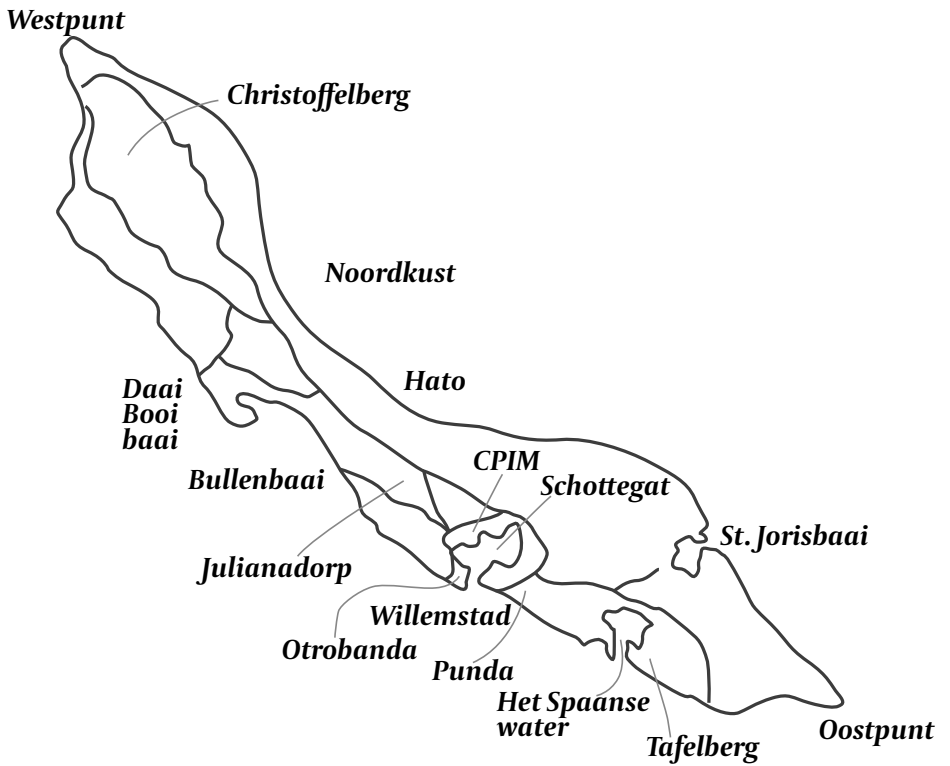 Westpunt
Christoffelberg
Noordkust
Hato
Daai
Booi
baai
CPIM
Bullenbaai
Schottegat
St. Jorisbaai
Julianadorp
Willemstad
Otrobanda
Punda
Het Spaanse
water
Oostpunt
Tafelberg